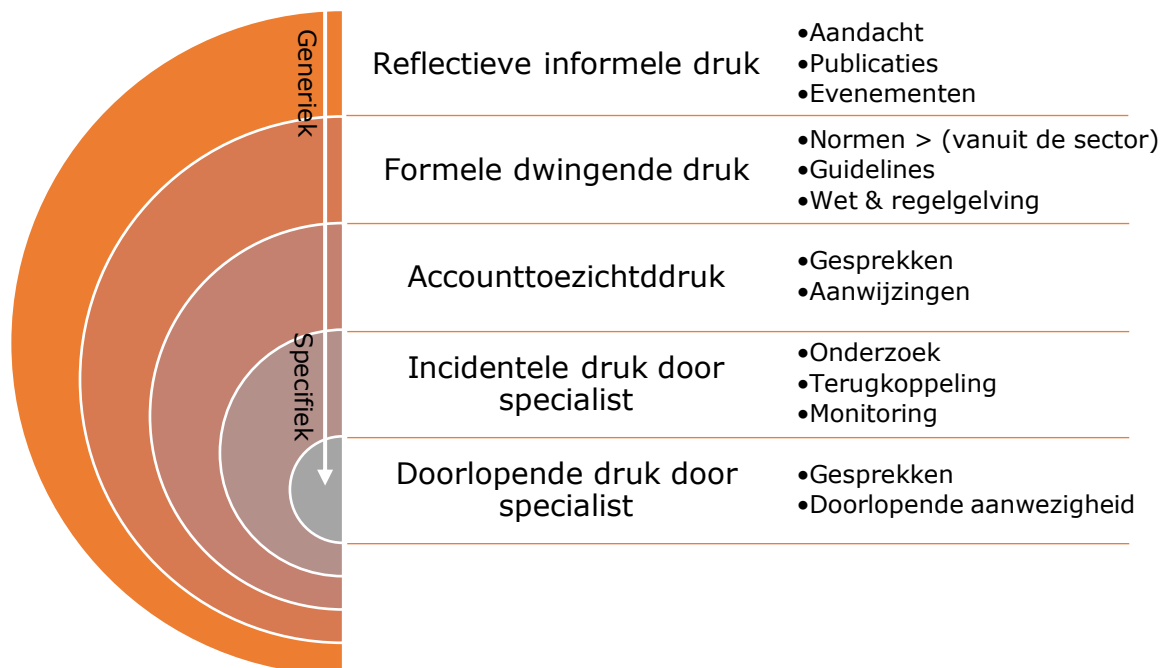 Generiek
Specifiek
Reflectieve informele druk
•Aandacht
•Publicaties
•Evenementen
Formele dwingende druk
•Normen > (vanuit de sector)
•Guidelines
•Wet & regelgelving
Accounttoezichtddruk
•Gesprekken
•Aanwijzingen
Incidentele druk door
specialist
•Onderzoek
•Terugkoppeling
•Monitoring
Doorlopende druk door
specialist
•Gesprekken
•Doorlopende aanwezigheid